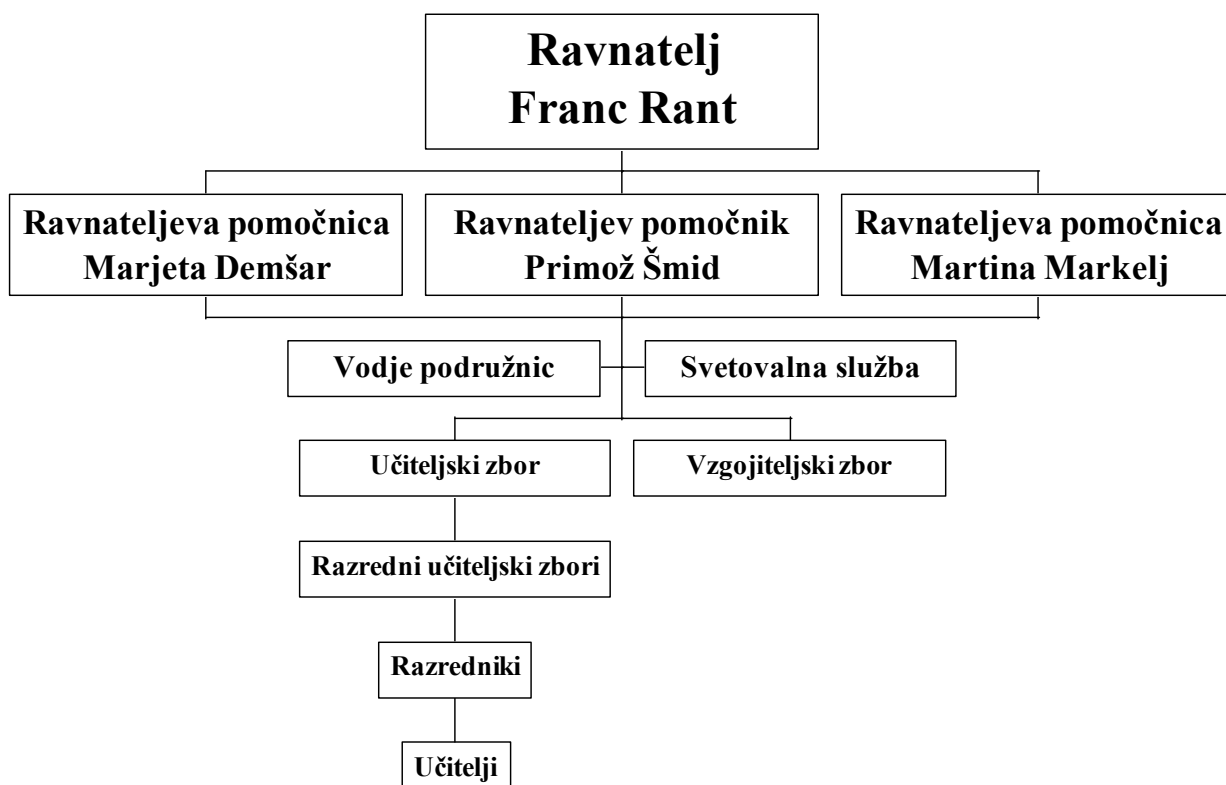 Ravnatelj
Franc Rant
Ravnateljeva pomočnica
Marjeta Demšar
Ravnateljev pomočnik
Primož Šmid
Ravnateljeva pomočnica
Martina Markelj
Vodje podružnic
Svetovalna služba
Učiteljski zbor
Vzgojiteljski zbor
Razredni učiteljski zbori
Razredniki
Učitelji